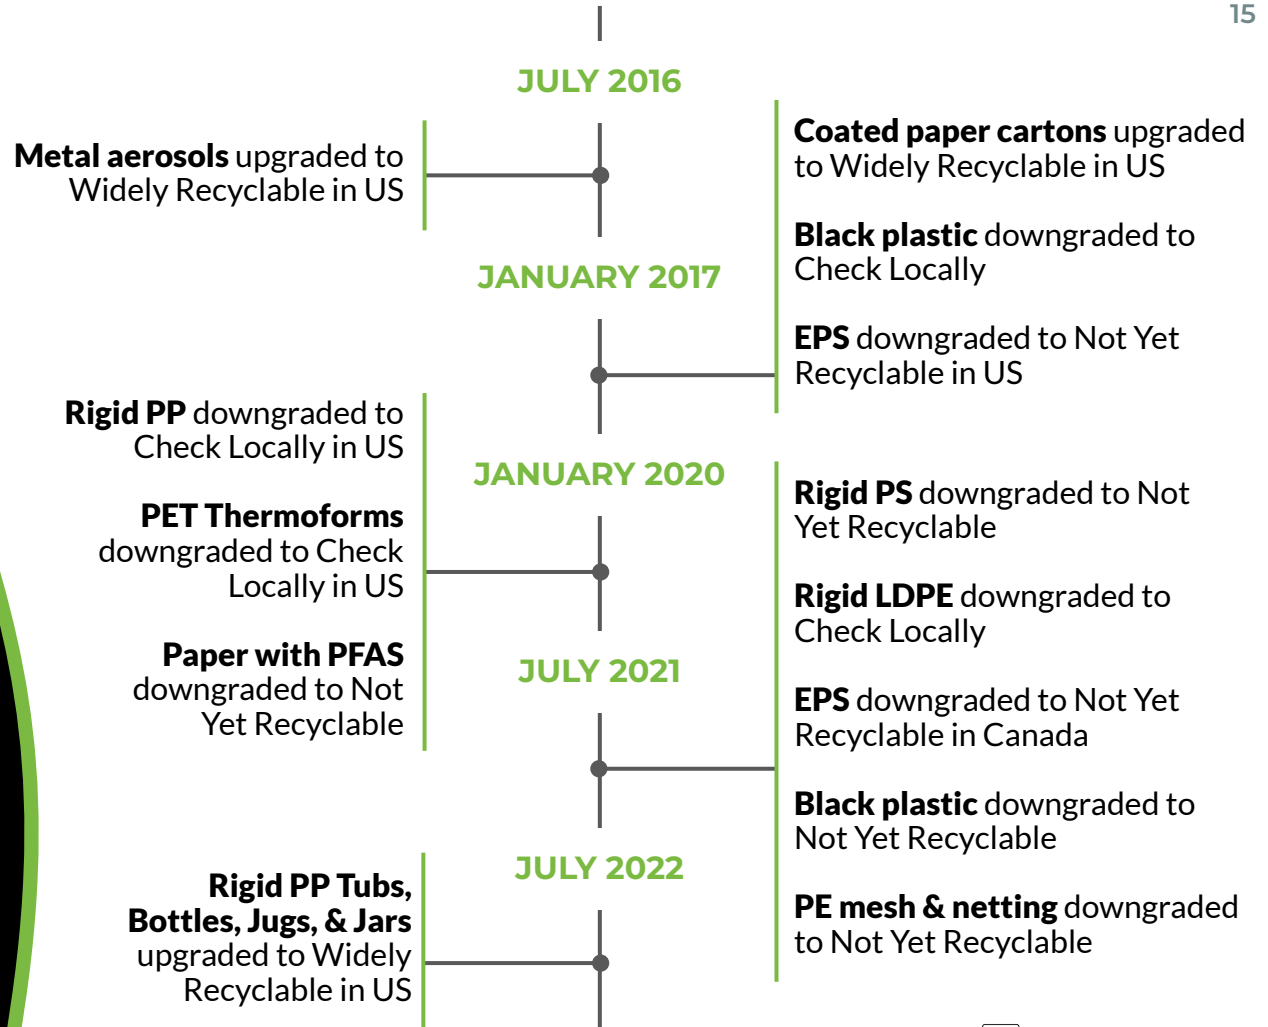 15
JULY 2016
Metal aerosols upgraded to
Widely Recyclable in US
JANUARY 2017
Coated paper cartons upgraded
to Widely Recyclable in US
Black plastic downgraded to
Check Locally
EPS downgraded to Not Yet
Recyclable in US
JANUARY 2020
Rigid PP downgraded to
Check Locally in US
PET Thermoforms
downgraded to Check
Locally in US
Paper with PFAS
downgraded to Not
Yet Recyclable
JULY 2021
Rigid PS downgraded to Not
Yet Recyclable
Rigid LDPE downgraded to
Check Locally
EPS downgraded to Not Yet
Recyclable in Canada
Black plastic downgraded to
Not Yet Recyclable
PE mesh & netting downgraded
to Not Yet Recyclable
JULY 2022
Rigid PP Tubs,
Bottles, Jugs, & Jars
upgraded to Widely
Recyclable in US